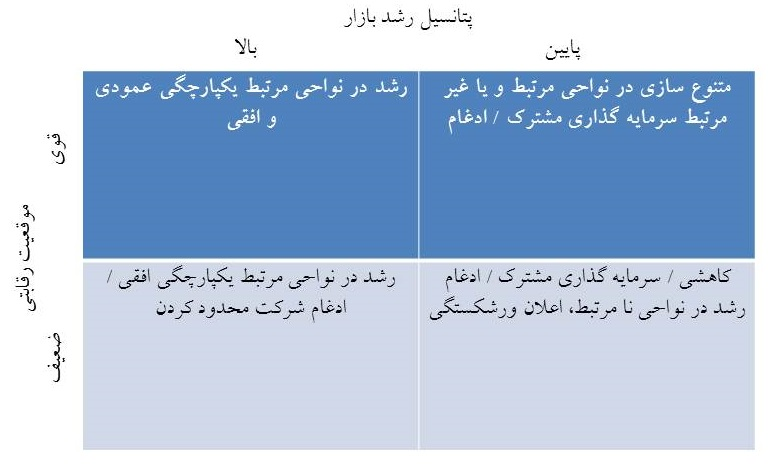 پتانسیل رشد بازار
پایین
بالا
متنوع سازی در نواحی مرتبط و یا غیر
مرتبط سرمایه گذاری مشترک / ادغام
رشد در نواحی مرتبط یکپارچگی عمودی
و افقی
قوی
موقعیت رقابتی
کاهشی / سرمایه گذاری مشترک / ادغام
رشد در نواحی نا مرتبط، اعلان ورشکستگی
رشد در نواحی مرتبط یکپارچگی افقی /
ادغام شرکت محدود کردن
ضعیف